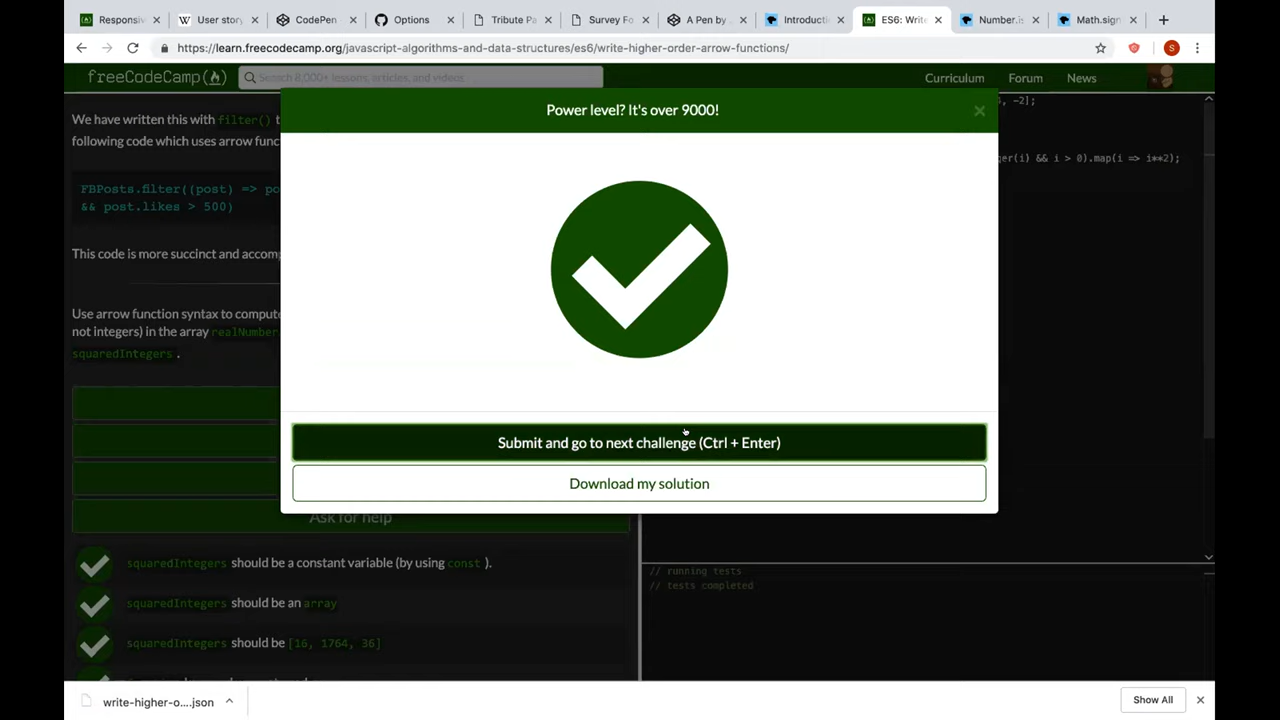 Responsiv
User story
CodePen
Options
Tribute Pa
Survey Fo
A Pen by
Introducti
ES6: Write
Number.is
Math.sign
https://learn.freecodecamp.org/javascript-algorithms-and-data-structures/es6/write-higher-order-arrow-functions/
S
freeCodeCamp
Search 8,000+ lessons, articles, and videos
Curriculum
Forum
News
Power level? It's over 9000!
We have written this with filter() t
following code which uses arrow func
FBPosts.filter((post) => po
&& post.likes > 500)
This code is more succinct and accomp
Use arrow function syntax to compute
not integers) in the array realNumber
squaredIntegers .
, -2];
ger(i) && i > 0).map(i => i**2);
Submit and go to next challenge (Ctrl + Enter)
Download my solution
Ask for help
squaredIntegers should be a constant variable (by using const ).
squaredIntegers should be an array
squaredIntegers should be [16, 1764, 36]
// running tests
// tests completed
write-higher-o....json
Show All